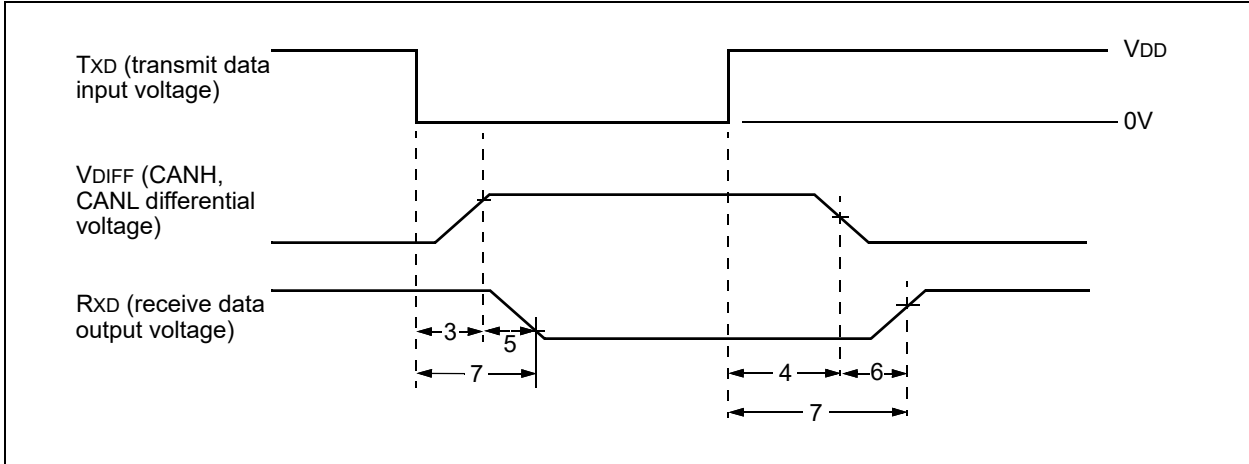 TXD (transmit data
input voltage)
VDD
0V
VDIFF (CANH,
CANL differential
voltage)
RXD (receive data
output voltage)
3
5
7
4
6
7